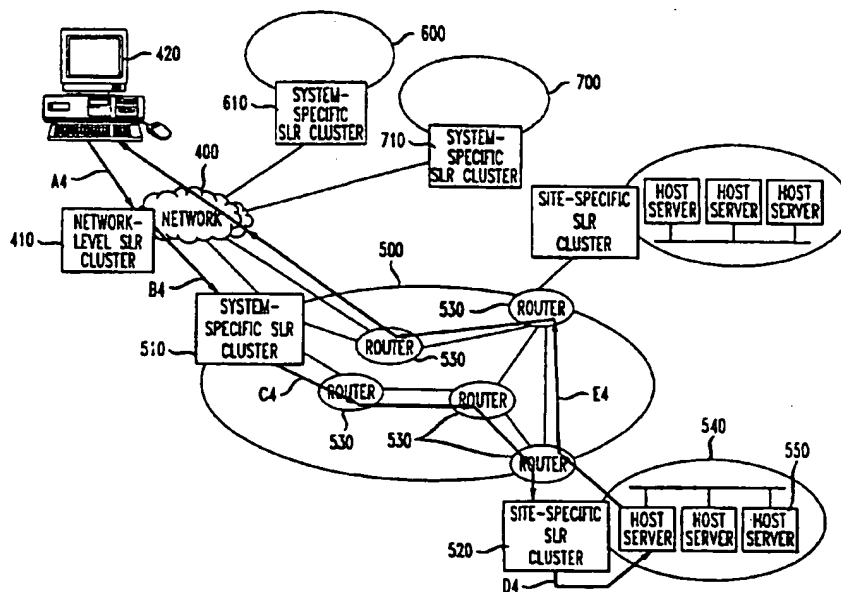 420
600
SYSTEM-
SPECIFIC
SLR CLUSTER
610
700
SYSTEM-
SPECIFIC
SLR CLUSTER
710
400
A4
NETWORK
NETWORK-
LEVEL SLR
CLUSTER
410
B4
SITE-SPECIFIC
SLR
CLUSTER
HOST
SERVER
HOST
SERVER
HOST
SERVER
500
530
ROUTER
SYSTEM-
SPECIFIC SLR
CLUSTER
510
ROUTER
530
C4
ROUTER
530
ROUTER
530
E4
ROUTER
540
550
SITE-SPECIFIC
SLR
CLUSTER
520
HOST
SERVER
HOST
SERVER
HOST
SERVER
D4